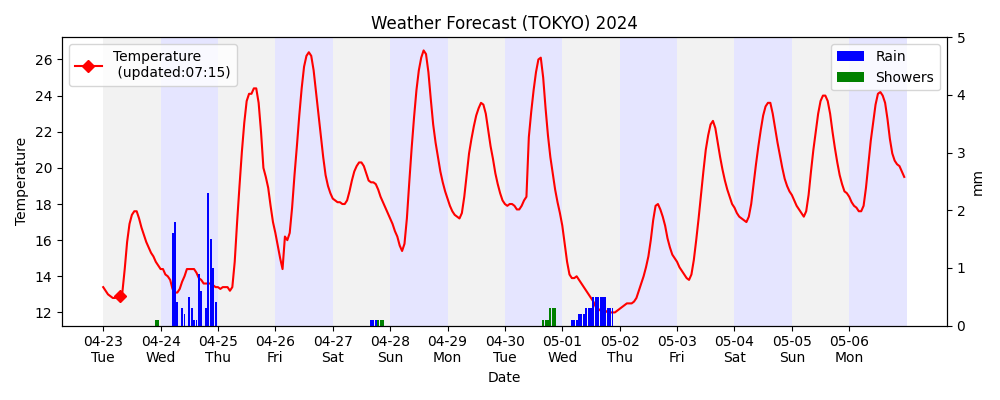 Weather Forecast (TOKYO) 2024
Temperature
(updated:07:15)
Rain
Showers
Temperature
26
24
22
20
18
16
14
12
5
4
3
2
1
0
mm
04-23 04-24 04-25 04-26 04-27 04-28 04-29 04-30 05-01 05-02 05-03 05-04 05-05 05-06
Tue Wed Thu Fri Sat Sun Mon Tue Wed Thu Fri Sat Sun Mon
Date